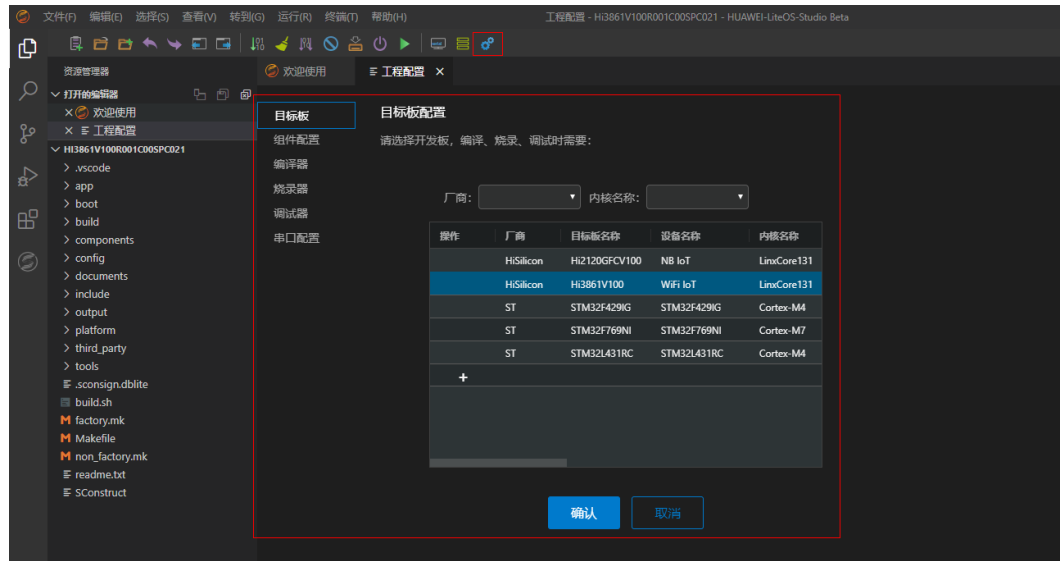 文件(F) 编辑(E) 选择(S) 查看(V) 转到(G) 运行(R) 终端(T) 帮助(H) 工程配置 - Hi3861V100R001C00SPC021 - HUAWEI-LiteOS-Studio Beta
资源管理器
打开的编辑器
欢迎使用
工程配置
HI3861V100R001C00SPC021
.vscode
app
boot
build
components
config
documents
include
output
platform
third_party
tools
.sconsign.dblite
build.sh
factory.mk
Makefile
non_factory.mk
readme.txt
SConstruct
欢迎使用 工程配置
目标板
组件配置
编译器
烧录器
调试器
串口配置
目标板配置
请选择开发板，编译、烧录、调试时需要：
厂商： 内核名称：
操作 厂商 目标板名称 设备名称 内核名称
HiSilicon Hi2120GFCV100 NB IoT LinxCore131
HiSilicon Hi3861V100 WiFi IoT LinxCore131
ST STM32F429IG STM32F429IG Cortex-M4
ST STM32F769NI STM32F769NI Cortex-M7
ST STM32L431RC STM32L431RC Cortex-M4
+
确认 取消